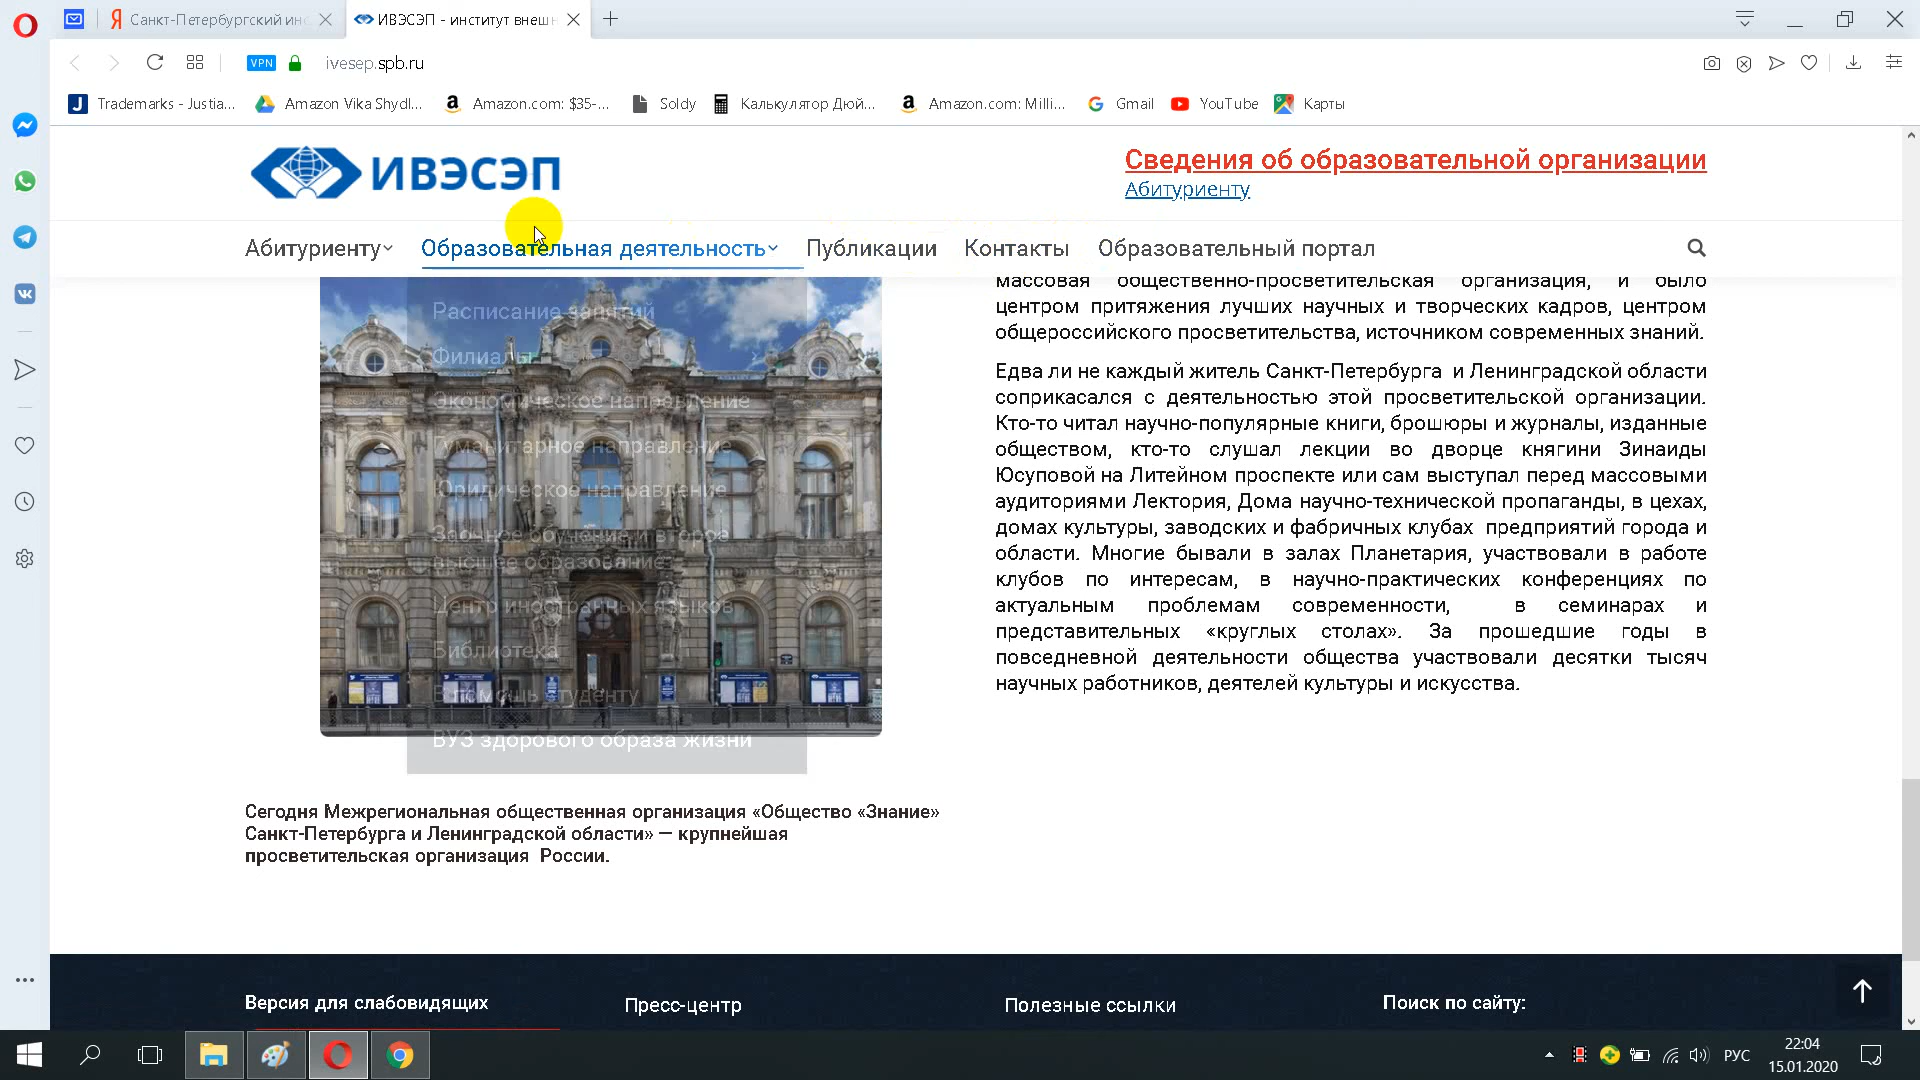 Санкт-Петербургский инс
ИВЭСЭП - институт внешн
VPN
ivesep.spb.ru
Trademarks - Justia...
Amazon Vika Shydl...
Amazon.com: $35-...
Soldy
Калькулятор Дюй...
Amazon.com: Milli...
Gmail
YouTube
Карты
ИВЭСЭП
Сведения об образовательной организации
Абитуриенту
Абитуриенту
Образовательная деятельность
Публикации
Контакты
Образовательный портал
Расписание занятий
Филиалы
Экономическое направление
Гуманитарное направление
Юридическое направление
Заочное обучение и второе
высшее образование
Центр иностранных языков
Библиотека
В помощь студенту
ВУЗ здорового образа жизни
Сегодня Межрегиональная общественная организация «Общество «Знание»
Санкт-Петербурга и Ленинградской области» — крупнейшая
просветительская организация России.
массовая общественно-просветительская организация, и было
центром притяжения лучших научных и творческих кадров, центром
общероссийского просветительства, источником современных знаний.
Едва ли не каждый житель Санкт-Петербурга и Ленинградской области
соприкасался с деятельностью этой просветительской организации.
Кто-то читал научно-популярные книги, брошюры и журналы, изданные
обществом, кто-то слушал лекции во дворце княгини Зинаиды
Юсуповой на Литейном проспекте или сам выступал перед массовыми
аудиториями Лектория, Дома научно-технической пропаганды, в цехах,
домах культуры, заводских и фабричных клубах предприятий города и
области. Многие бывали в залах Планетария, участвовали в работе
клубов по интересам, в научно-практических конференциях по
актуальным проблемам современности, в семинарах и
представительных «круглых столах». За прошедшие годы в
повседневной деятельности общества участвовали десятки тысяч
научных работников, деятелей культуры и искусства.
Версия для слабовидящих
Пресс-центр
Полезные ссылки
Поиск по сайту:
РУС
22:04
15.01.2020